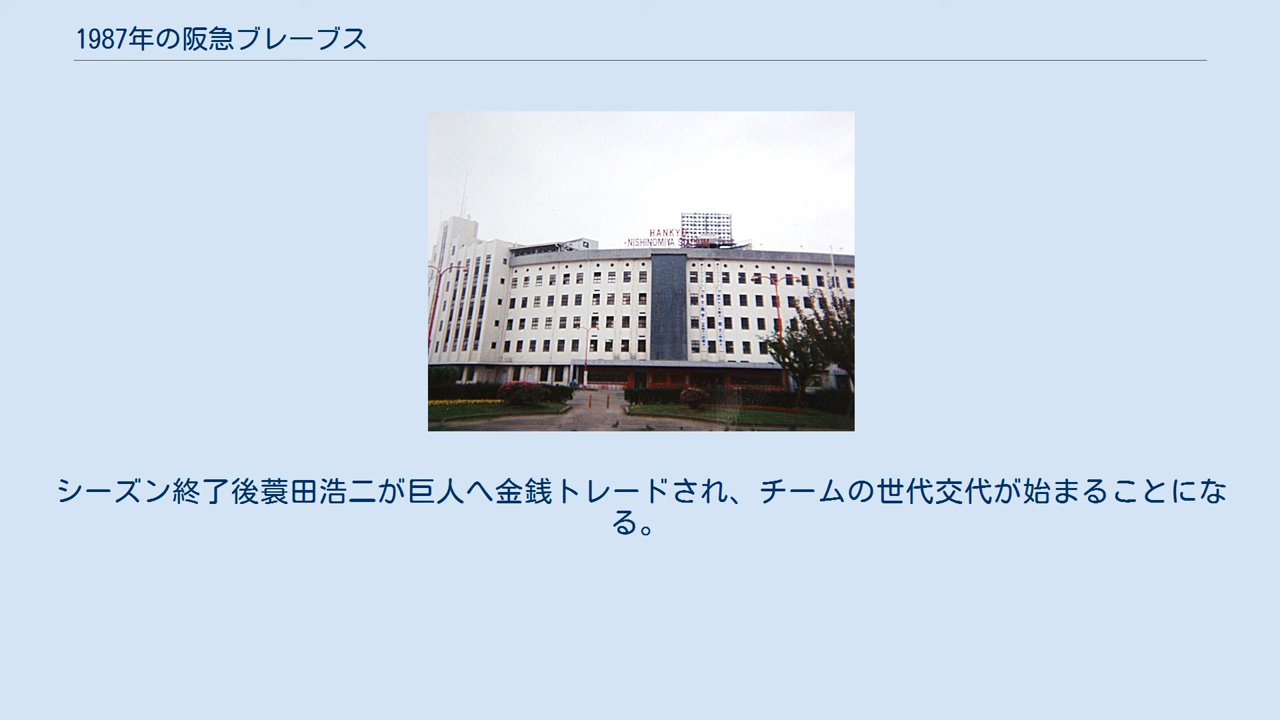 1987年の阪急ブレーブス
HANKYU
NISHINOMIYA STADIUM
シーズン終了後蓑田浩二が巨人へ金銭トレードされ、チームの世代交代が始まることにな
る。